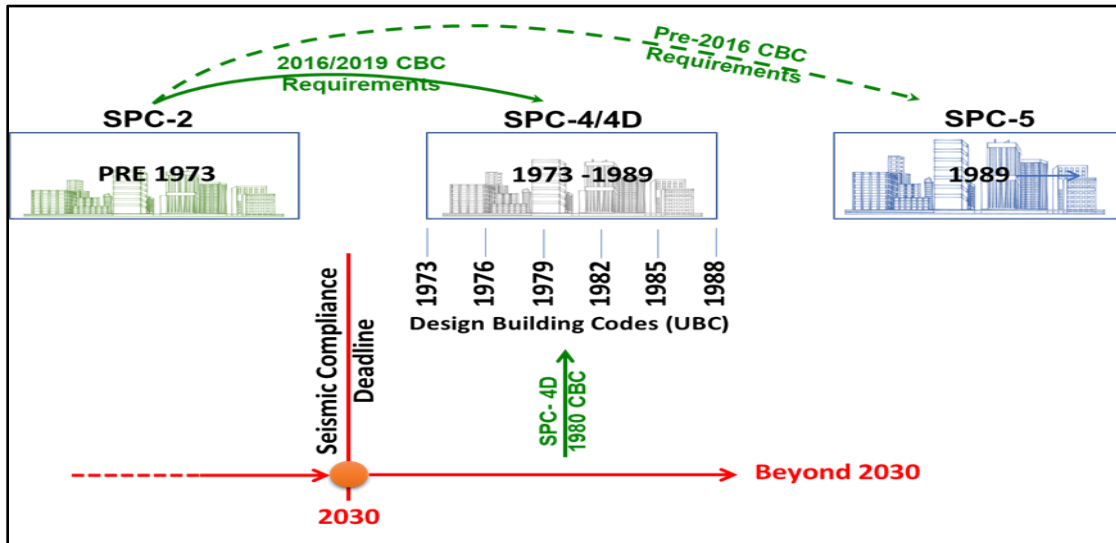 Pre-2016 CBC
Requirements
2016/2019 CBC
Requirements
SPC-2
SPC-4/4D
SPC-5
PRE 1973
1973 -1989
1989
1973
1976
1979
1982
1985
1988
Design Building Codes (UBC)
Seismic Compliance
Deadline
SPC- 4D
1980 CBC
Beyond 2030
2030